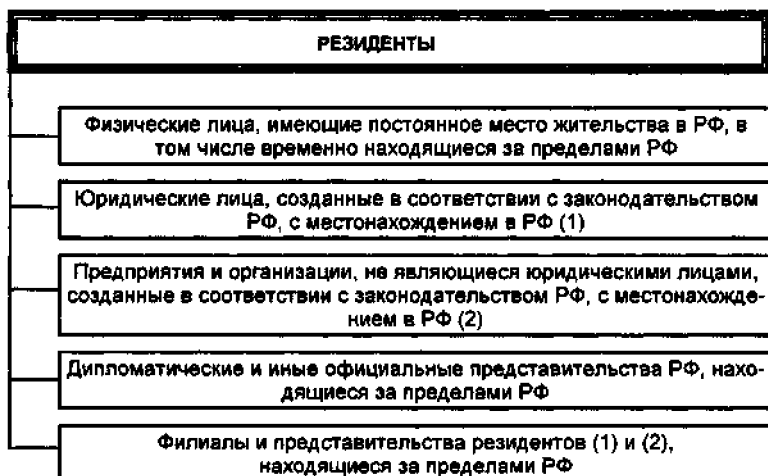 РЕЗИДЕНТЫ
Физические лица, имеющие постоянное место жительства в РФ, в
том числе временно находящиеся за пределами РФ
Юридические лица, созданные в соответствии с законодательством
РФ, с местонахождением в РФ (1)
Предприятия и организации, не являющиеся юридическими лицами,
созданные в соответствии с законодательством РФ, с местонахожде-
нием в РФ (2)
Дипломатические и иные официальные представительства РФ, нахо-
дящиеся за пределами РФ
Филиалы и представительства резидентов (1) и (2),
находящиеся за пределами РФ